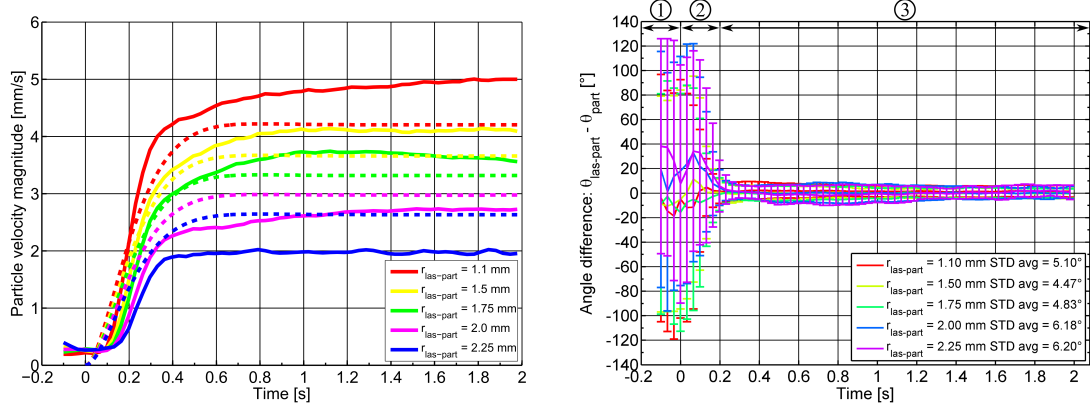 6
5
4
3
2
1
0
Particle velocity magnitude [mm/s]
-0.2 0 0.2 0.4 0.6 0.8 1 1.2 1.4 1.6 1.8 2
Time [s]
r las−part = 1.1 mm
r las−part = 1.5 mm
r las−part = 1.75 mm
r las−part = 2.0 mm
r las−part = 2.25 mm
① ② ③
140
120
100
80
60
40
20
0
-20
-40
-60
-80
-100
-120
-140
Angle difference: θlas-part - θpart [°]
-0.2 0 0.2 0.4 0.6 0.8 1 1.2 1.4 1.6 1.8 2
Time [s]
r las-part = 1.10 mm STD avg = 5.10°
r las-part = 1.50 mm STD avg = 4.47°
r las-part = 1.75 mm STD avg = 4.83°
r las-part = 2.00 mm STD avg = 6.18°
r las-part = 2.25 mm STD avg = 6.20°